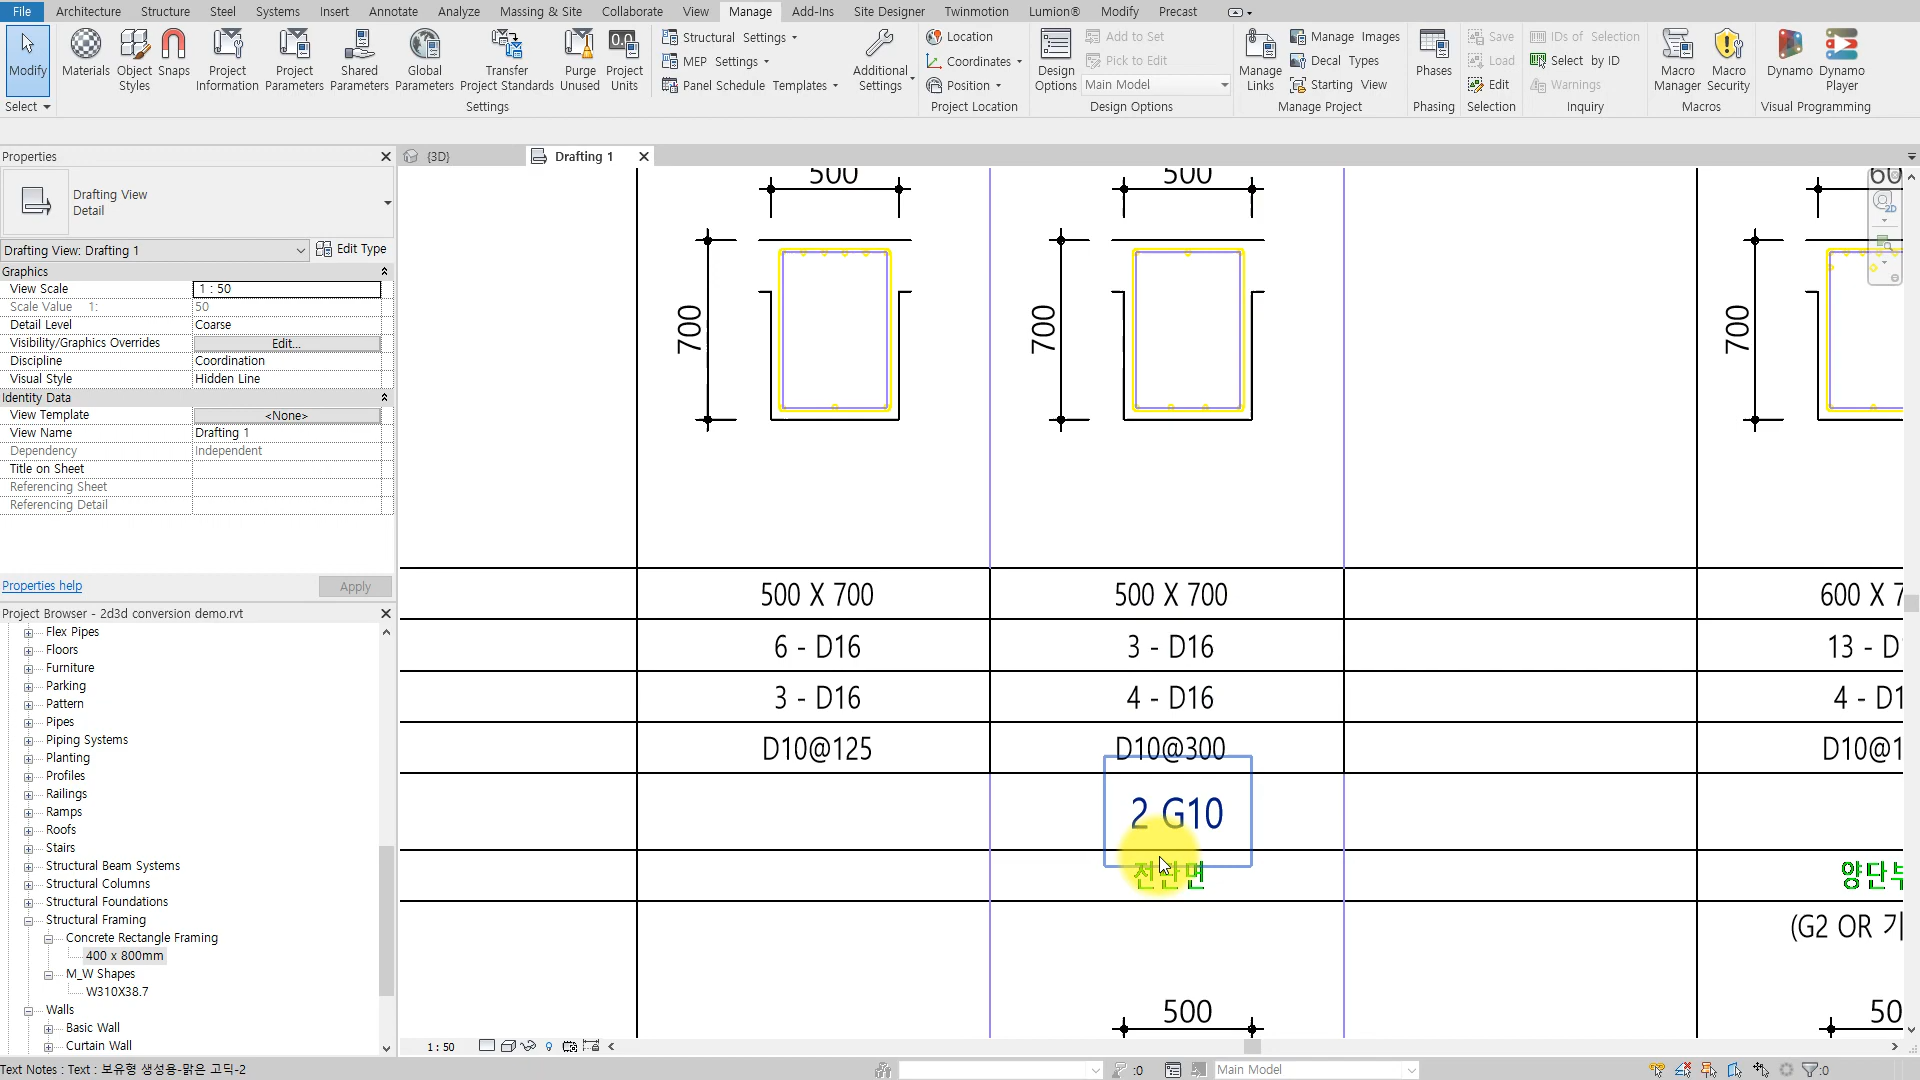 File Architecture Structure Steel Systems Insert Annotate Analyze Massing & Site Collaborate View Manage Add-Ins Site Designer Twinmotion Lumion® Modify Precast
Modify
Select
Materials
Object Styles
Snaps
Project Information
Project Parameters
Shared Parameters
Global Parameters
Transfer Project Standards
Purge Unused
Project Units
Structural Settings
MEP Settings
Panel Schedule Templates
Additional Settings
Settings
Location
Coordinates
Position
Project Location
Design Options
Add to Set
Pick to Edit
Main Model
Design Options
Manage Links
Manage Images
Decal Types
Starting View
Manage Project
Phases
Phasing
Save
Load
Edit
Selection
IDs of Selection
Select by ID
Warnings
Inquiry
Macro Manager
Macro Security
Macros
Dynamo
Dynamo Player
Visual Programming
Properties
{3D}
Drafting 1
Drafting View
Detail
Drafting View: Drafting 1
Edit Type
Graphics
View Scale 1 : 50
Scale Value 1: 50
Detail Level Coarse
Visibility/Graphics Overrides Edit...
Discipline Coordination
Visual Style Hidden Line
Identity Data
View Template <None>
View Name Drafting 1
Dependency Independent
Title on Sheet
Referencing Sheet
Referencing Detail
Properties help
Apply
Project Browser - 2d3d conversion demo.rvt
Flex Pipes
Floors
Furniture
Parking
Pattern
Pipes
Piping Systems
Planting
Profiles
Railings
Ramps
Roofs
Stairs
Structural Beam Systems
Structural Columns
Structural Foundations
Structural Framing
Concrete Rectangle Framing
400 x 800mm
M_W Shapes
W310X38.7
Walls
Basic Wall
Curtain Wall
500 500
2D
700 700 700
500 X 700 500 X 700 600 X
6 - D16 3 - D16 13 - D
3 - D16 4 - D16 4 - D1
D10@125 D10@300 D10@1
2 G10
전단면 양단
(G2 OR 기
500 50
1 : 50
Text Notes : Text : 보유형 생성용-맑은 고딕-2
:0
Main Model
:0